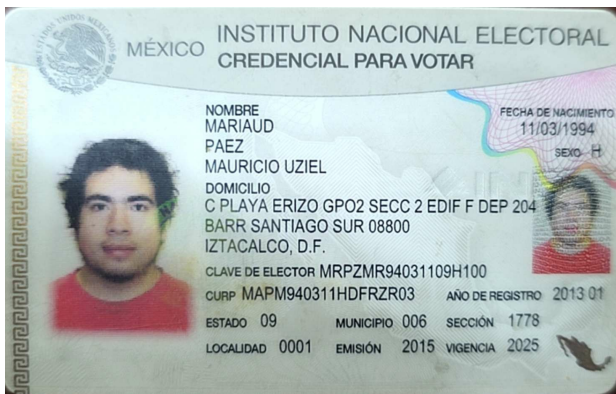 INSTITUTO NACIONAL ELECTORAL
MÉXICO
CREDENCIAL PARA VOTAR
NOMBRE
MARIAUD
PAEZ
MAURICIO UZIEL
FECHA DE NACIMIENTO
11/03/1994
SEXO H
DOMICILIO
C PLAYA ERIZO GPO2 SECC 2 EDIF F DEP 204
BARR SANTIAGO SUR 08800
IZTACALCO, D.F.
CLAVE DE ELECTOR MRPZMR94031109H100
CURP MAPM940311HDFRZR03 AÑO DE REGISTRO 2013 01
ESTADO 09 MUNICIPIO 006 SECCIÓN 1778
LOCALIDAD 0001 EMISIÓN 2015 VIGENCIA 2025